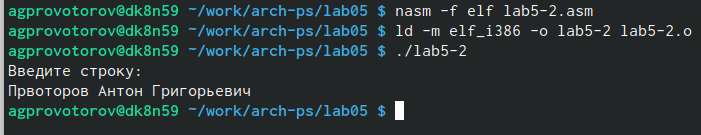 agprovotorov@dk8n59 ~/work/arch-ps/lab05 $ nasm -f elf lab5-2.asm
agprovotorov@dk8n59 ~/work/arch-ps/lab05 $ ld -m elf_i386 -o lab5-2 lab5-2.o
agprovotorov@dk8n59 ~/work/arch-ps/lab05 $ ./lab5-2
Введите строку:
Првоторов Антон Григорьевич
agprovotorov@dk8n59 ~/work/arch-ps/lab05 $